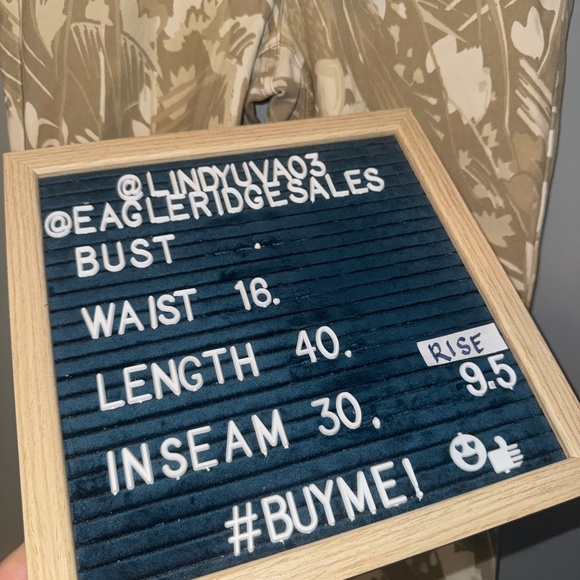 @LINDYUVA03
@EAGLERIDGESALES
BUST .
WAIST 16.
LENGTH 40.
RISE
9.5
INSEAM 30.
#BUYME!